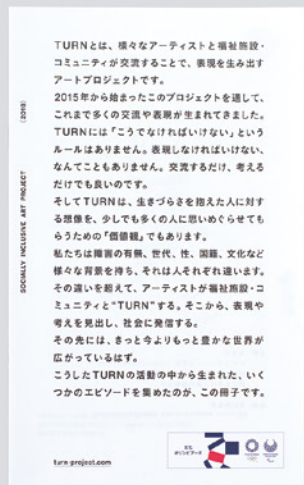 TURNとは、様々なアーティストと福祉施設・
コミュニティが交流することで、表現を生み出す
アートプロジェクトです。
2015年から始まったこのプロジェクトを通して、
これまで多くの交流や表現が生まれてきました。
TURNには「こうでなければいけない」という
ルールはありません。表現しなければいけない、
なんてこともありません。交流するだけ、考える
だけでも良いのです。
そしてTURNは、生きづらさを抱えた人に対す
る想像を、少しでも多くの人に思いめぐらせても
らうための「価値観」でもあります。
私たちは障害の有無、世代、性、国籍、文化など
様々な背景を持ち、それは人それぞれ違います。
その違いを超えて、アーティストが福祉施設・コ
ミュニティと“TURN”する。そこから、表現や
考えを見出し、社会に発信する。
その先には、きっと今よりもっと豊かな世界が
広がっているはず。
こうしたTURNの活動の中から生まれた、いく
つかのエピソードを集めたのが、この冊子です。
SOCIALLY INCLUSIVE ART PROJECT
[2018]
turn-project.com
文化
オリンピアード